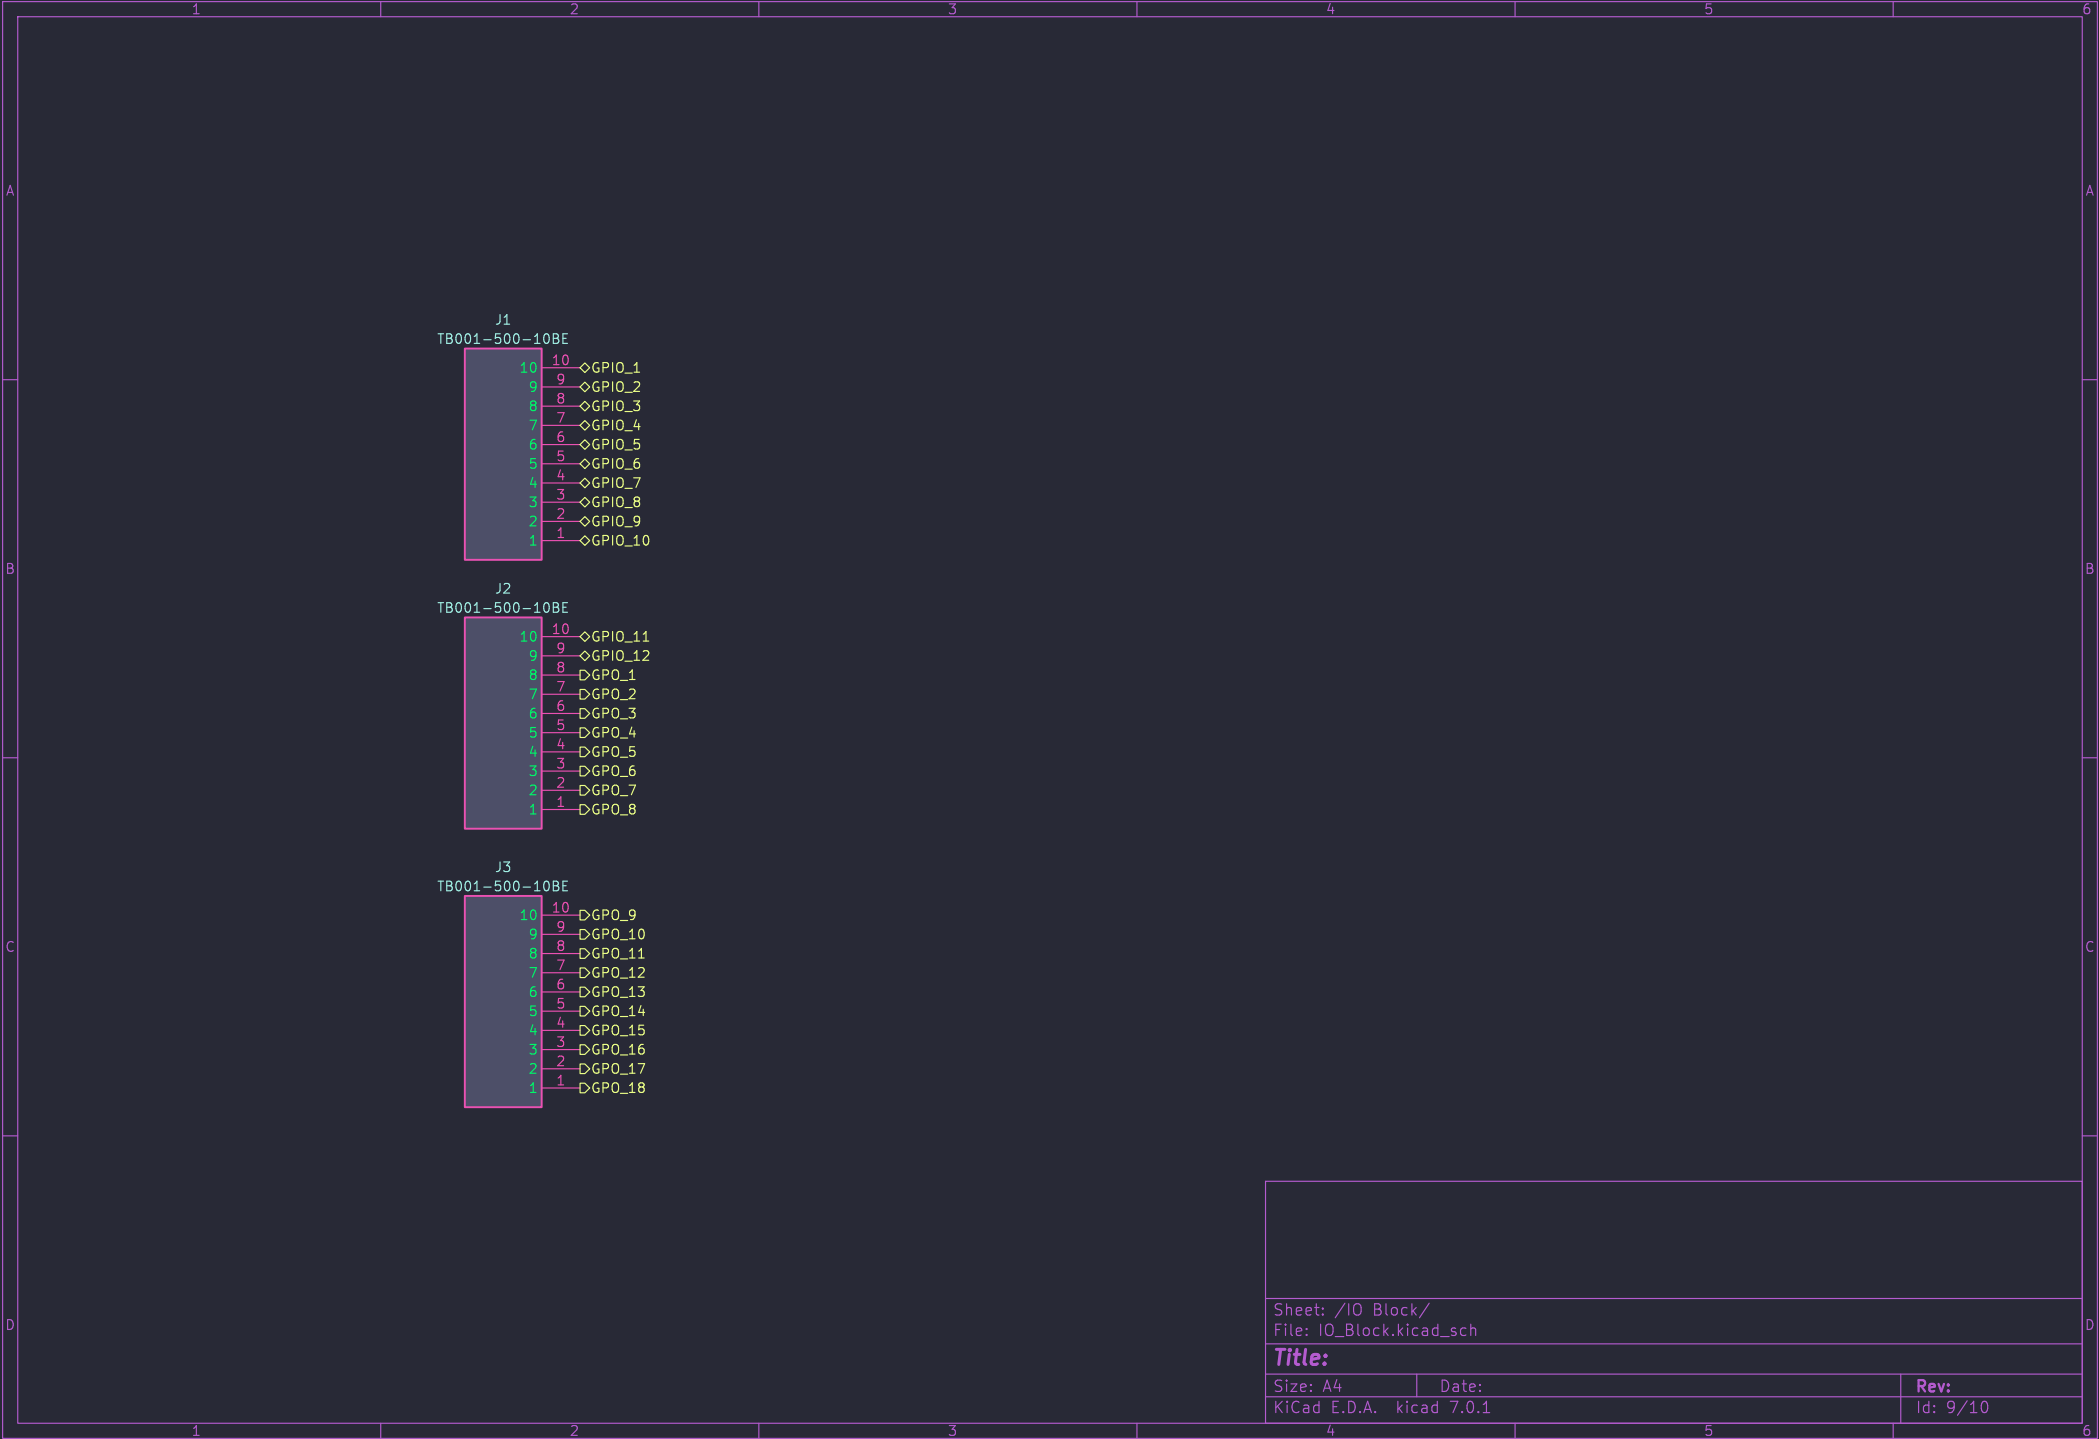 1 2 3 4 5 6
A A
J1
TB001-500-10BE
10 10 GPIO_1
9 9 GPIO_2
8 8 GPIO_3
7 7 GPIO_4
6 6 GPIO_5
5 5 GPIO_6
4 4 GPIO_7
3 3 GPIO_8
2 2 GPIO_9
1 1 GPIO_10
B B
J2
TB001-500-10BE
10 10 GPIO_11
9 9 GPIO_12
8 8 GPO_1
7 7 GPO_2
6 6 GPO_3
5 5 GPO_4
4 4 GPO_5
3 3 GPO_6
2 2 GPO_7
1 1 GPO_8
J3
TB001-500-10BE
10 10 GPO_9
9 9 GPO_10
C C
8 8 GPO_11
7 7 GPO_12
6 6 GPO_13
5 5 GPO_14
4 4 GPO_15
3 3 GPO_16
2 2 GPO_17
1 1 GPO_18
Sheet: /IO Block/
File: IO_Block.kicad_sch
D D
Title:
Size: A4 Date: Rev:
KiCad E.D.A. kicad 7.0.1 Id: 9/10
1 2 3 4 5 6